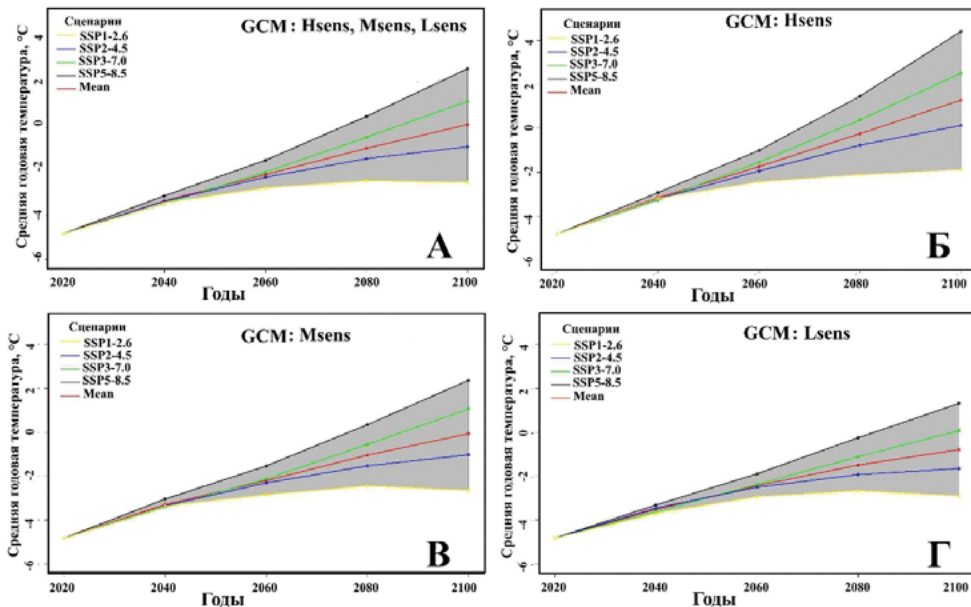 GCM: Hsens, Msens, Lsens
Сценарии
SSP1-2.6
SSP2-4.5
SSP3-7.0
SSP5-8.5
Mean
Средняя годовая температура, °C
4
2
0
-2
-4
-6
А
2020 2040 2060 2080 2100
Годы
GCM: Hsens
Сценарии
SSP1-2.6
SSP2-4.5
SSP3-7.0
SSP5-8.5
Mean
Средняя годовая температура, °C
4
2
0
-2
-4
-6
Б
2020 2040 2060 2080 2100
Годы
GCM: Msens
Сценарии
SSP1-2.6
SSP2-4.5
SSP3-7.0
SSP5-8.5
Mean
Средняя годовая температура, °C
4
2
0
-2
-4
-6
В
2020 2040 2060 2080 2100
Годы
GCM: Lsens
Сценарии
SSP1-2.6
SSP2-4.5
SSP3-7.0
SSP5-8.5
Mean
Средняя годовая температура, °C
4
2
0
-2
-4
-6
Г
2020 2040 2060 2080 2100
Годы